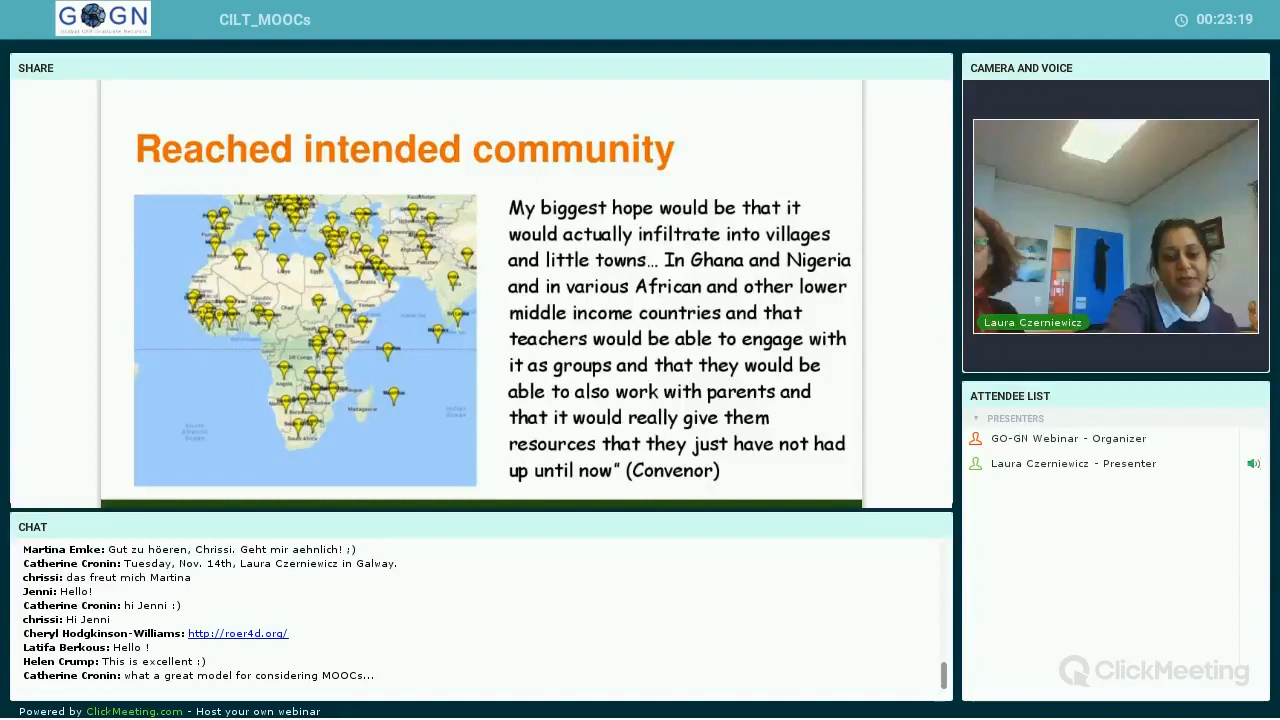 GO GN
CILT_MOOCs
00:23:19
SHARE
Reached intended community
My biggest hope would be that it
would actually infiltrate into villages
and little towns… In Ghana and Nigeria
and in various African and other lower
middle income countries and that
teachers would be able to engage with
it as groups and that they would be
able to also work with parents and
that it would really give them
resources that they just have not had
up until now” (Convenor)
CAMERA AND VOICE
Laura Czerniewicz
ATTENDEE LIST
PRESENTERS
GO-GN Webinar - Organizer
Laura Czerniewicz - Presenter
CHAT
Martina Emke: Gut zu höeren, Chrissi. Geht mir aehnlich! ;)
Catherine Cronin: Tuesday, Nov. 14th, Laura Czerniewicz in Galway.
chrissi: das freut mich Martina
Jenni: Hello!
Catherine Cronin: hi Jenni :)
chrissi: Hi Jenni
Cheryl Hodgkinson-Williams: http://roer4d.org/
Latifa Berkous: Hello !
Helen Crump: This is excellent :)
Catherine Cronin: what a great model for considering MOOCs...
ClickMeeting
Powered by ClickMeeting.com - Host your own webinar